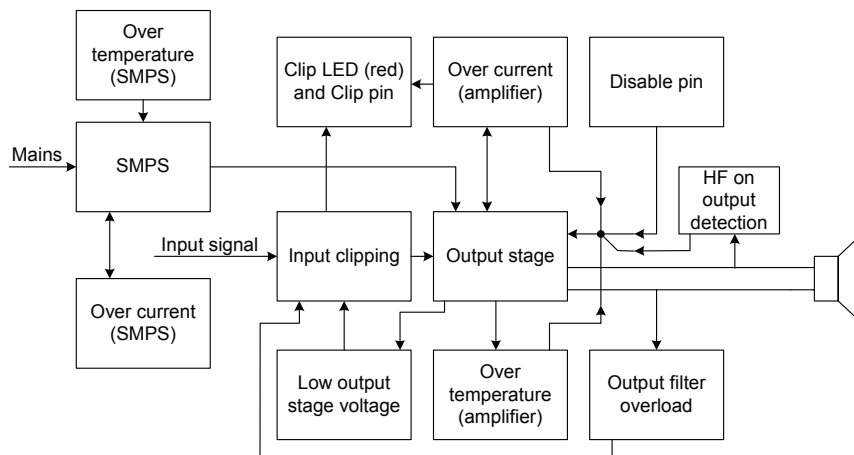 Over
temperature
(SMPS)
Clip LED (red)
and Clip pin
Over current
(amplifier)
Disable pin
Mains
SMPS
HF on
output
detection
Input signal
Input clipping
Output stage
Over current
(SMPS)
Low output
stage voltage
Over
temperature
(amplifier)
Output filter
overload